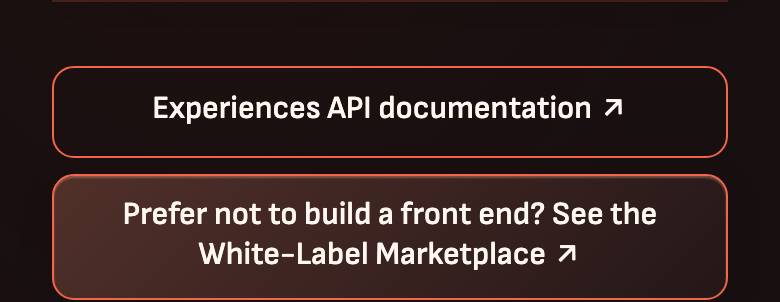 Experiences API documentation ↗
Prefer not to build a front end? See the
White-Label Marketplace ↗